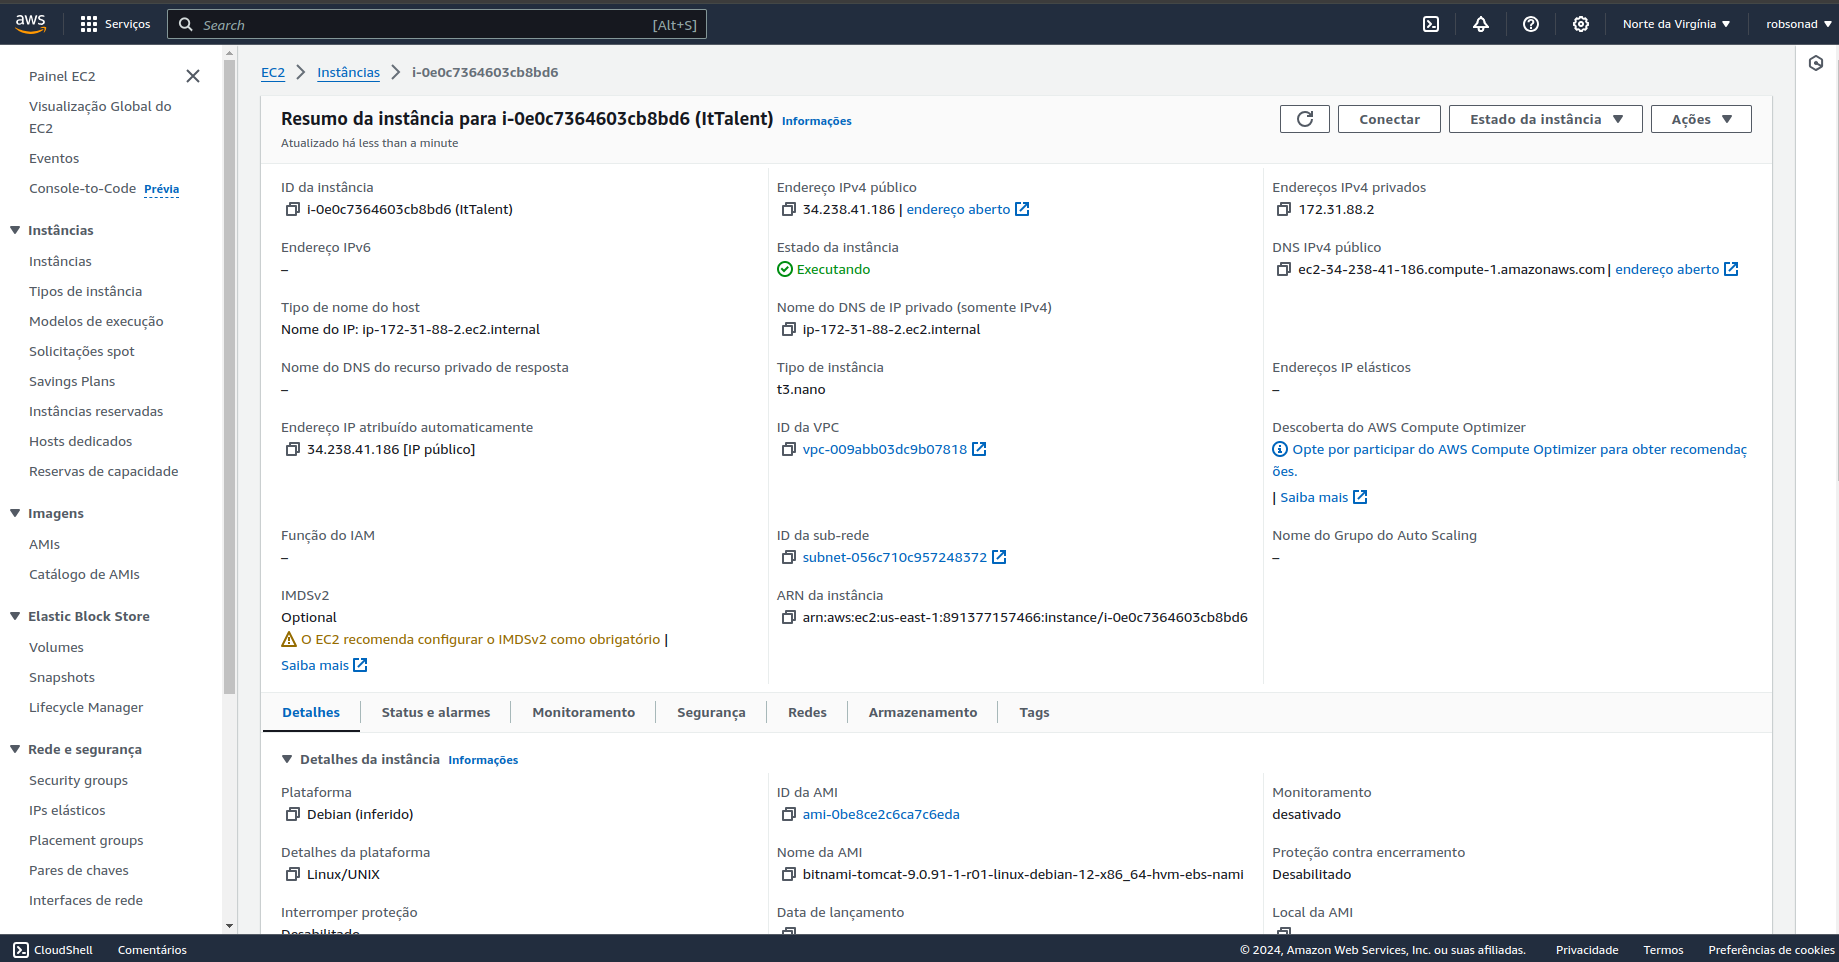 aws
Serviços
Search
[Alt+S]
Norte da Virgínia
robsonad
Painel EC2
Visualização Global do
EC2
Eventos
Console-to-Code Prévia
Instâncias
Instâncias
Tipos de instância
Modelos de execução
Solicitações spot
Savings Plans
Instâncias reservadas
Hosts dedicados
Reservas de capacidade
Imagens
AMIs
Catálogo de AMIs
Elastic Block Store
Volumes
Snapshots
Lifecycle Manager
Rede e segurança
Security groups
IPs elásticos
Placement groups
Pares de chaves
Interfaces de rede
EC2 > Instâncias > i-0e0c7364603cb8bd6
Resumo da instância para i-0e0c7364603cb8bd6 (ItTalent) Informações
Atualizado há less than a minute
Conectar
Estado da instância
Ações
ID da instância
i-0e0c7364603cb8bd6 (ItTalent)
Endereço IPv4 público
34.238.41.186 | endereço aberto
Endereços IPv4 privados
172.31.88.2
Endereço IPv6
–
Estado da instância
Executando
DNS IPv4 público
ec2-34-238-41-186.compute-1.amazonaws.com | endereço aberto
Tipo de nome do host
Nome do IP: ip-172-31-88-2.ec2.internal
Nome do DNS de IP privado (somente IPv4)
ip-172-31-88-2.ec2.internal
Nome do DNS do recurso privado de resposta
–
Tipo de instância
t3.nano
Endereços IP elásticos
–
Endereço IP atribuído automaticamente
34.238.41.186 [IP público]
ID da VPC
vpc-009abb03dc9b07818
Descoberta do AWS Compute Optimizer
Opte por participar do AWS Compute Optimizer para obter recomendaç
ões.
| Saiba mais
Função do IAM
–
ID da sub-rede
subnet-056c710c957248372
Nome do Grupo do Auto Scaling
–
IMDSv2
Optional
O EC2 recomenda configurar o IMDSv2 como obrigatório |
Saiba mais
ARN da instância
arn:aws:ec2:us-east-1:891377157466:instance/i-0e0c7364603cb8bd6
Detalhes
Status e alarmes
Monitoramento
Segurança
Redes
Armazenamento
Tags
Detalhes da instância Informações
Plataforma
Debian (inferido)
ID da AMI
ami-0be8ce2c6ca7c6eda
Monitoramento
desativado
Detalhes da plataforma
Linux/UNIX
Nome da AMI
bitnami-tomcat-9.0.91-1-r01-linux-debian-12-x86_64-hvm-ebs-nami
Proteção contra encerramento
Desabilitado
Interromper proteção
Desabilitado
Data de lançamento
Local da AMI
CloudShell
Comentários
© 2024, Amazon Web Services, Inc. ou suas afiliadas.
Privacidade
Termos
Preferências de cookies